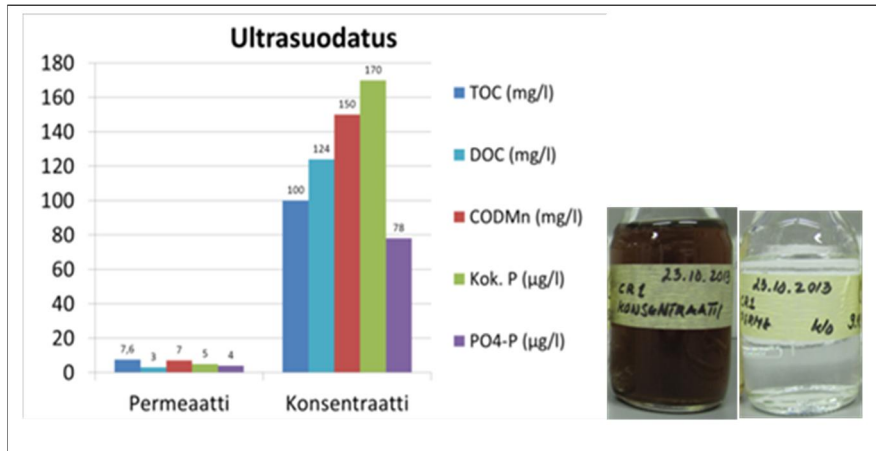 Ultrasuodatus
180
160
140
120
100
80
60
40
20
0
7,6
3
7
5
4
100
124
150
170
78
Permeaatti
Konsentraatti
TOC (mg/l)
DOC (mg/l)
CODMn (mg/l)
Kok. P (µg/l)
PO4-P (µg/l)
23.10.2013
CR1
KONSENTRAATTI
23.10.2013
CR1